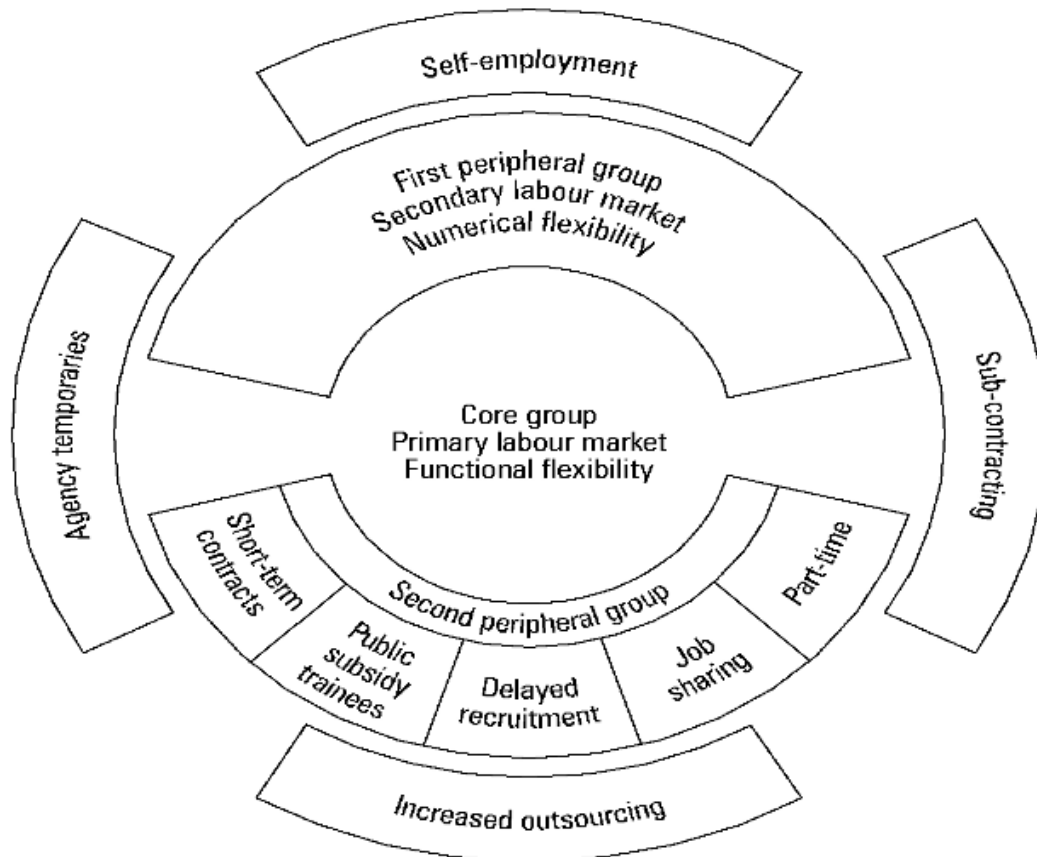 Self-employment
First peripheral group
Secondary labour market
Numerical flexibility
Agency temporaries
Sub-contracting
Core group
Primary labour market
Functional flexibility
Second peripheral group
Short-term
contracts
Public
subsidy
trainees
Delayed
recruitment
Job
sharing
Part-time
Increased outsourcing